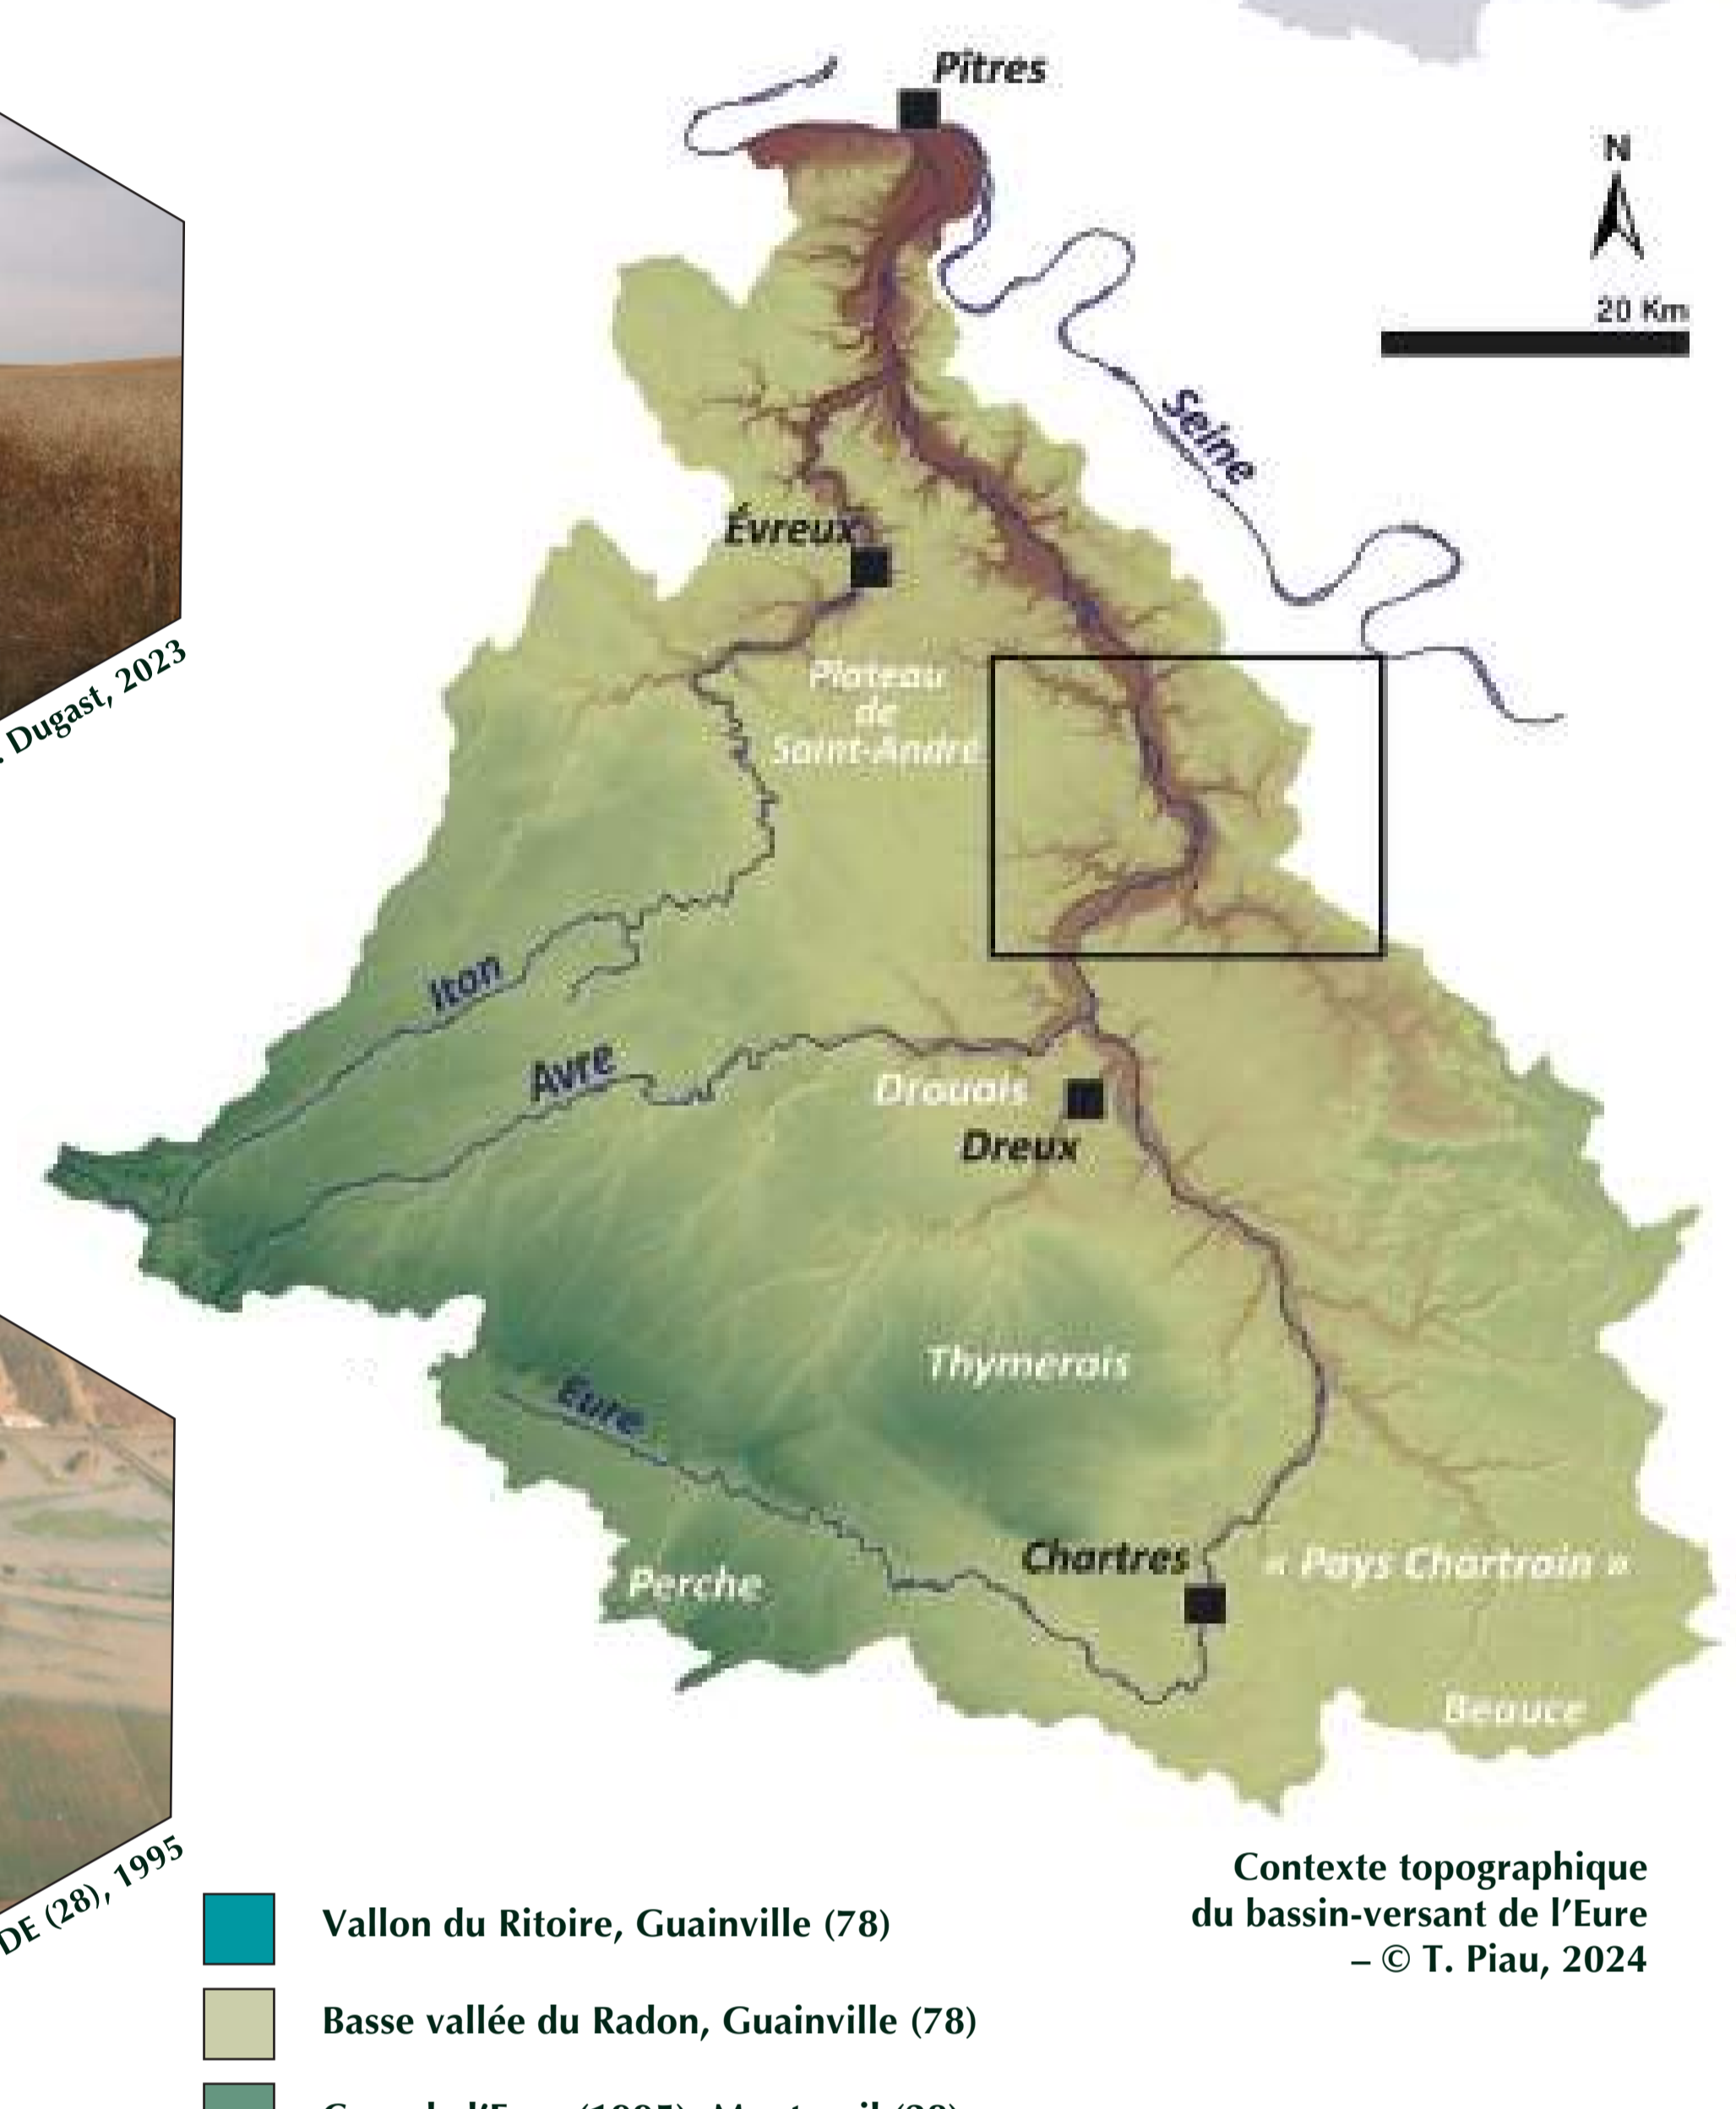 Pîtres
N
20 Km
Seine
Évreux
. Dugast, 2023
Plateau
de
Saint-André
Iton
Avre
Drouais
Dreux
Thymerais
Eure
Chartres
« Pays Chartrain »
Perche
Beauce
DE (28), 1995
Contexte topographique
du bassin-versant de l'Eure
– © T. Piau, 2024
Vallon du Ritoire, Guainville (78)
Basse vallée du Radon, Guainville (78)